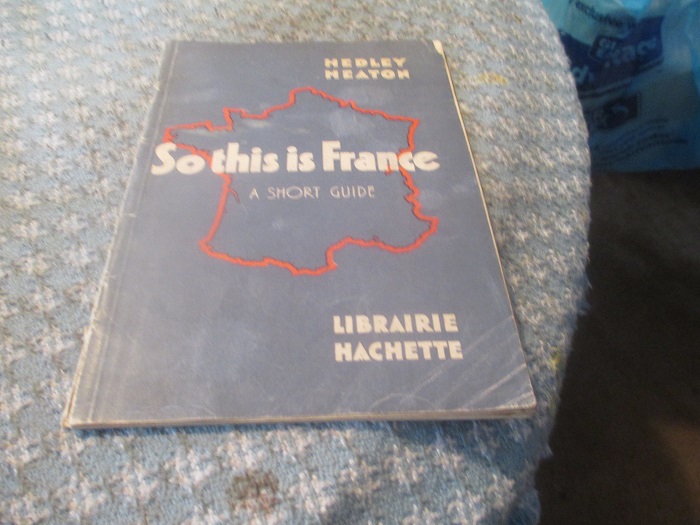 HEDLEY
HEATON
So this is France
A SHORT GUIDE
LIBRAIRIE
HACHETTE